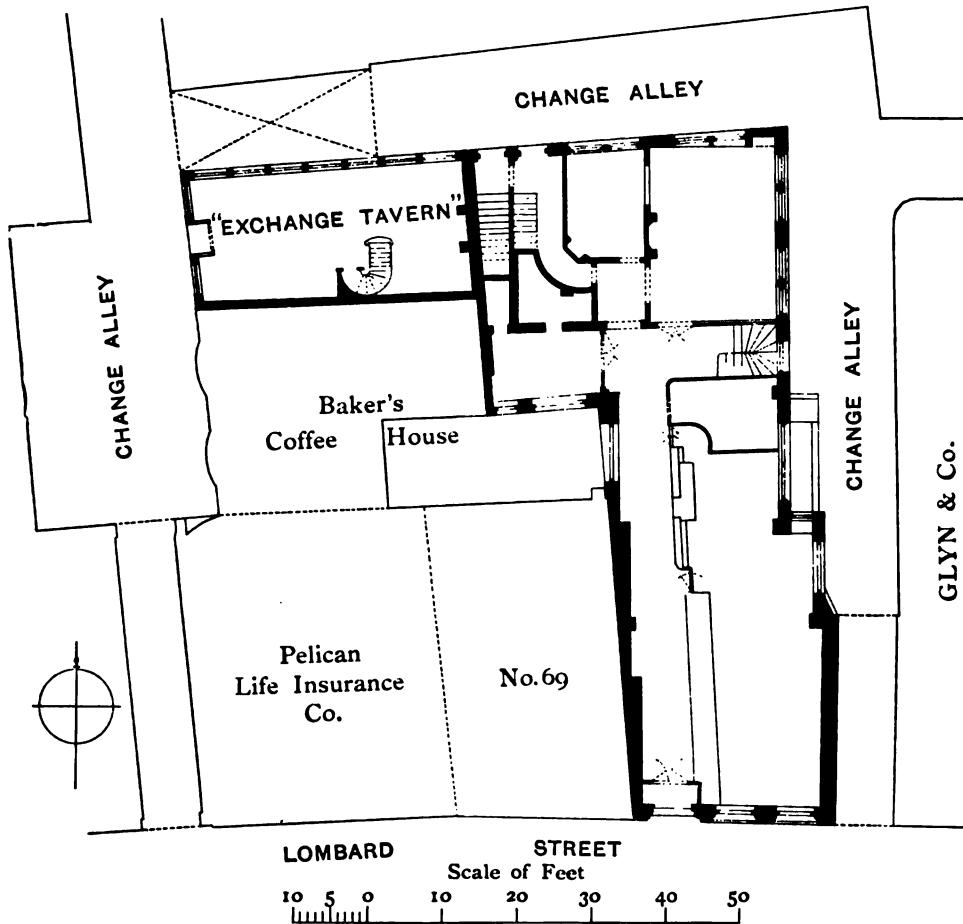 CHANGE ALLEY
"EXCHANGE TAVERN"
CHANGE ALLEY
CHANGE ALLEY
Baker's
Coffee House
GLYN & Co.
Pelican
Life Insurance
Co.
No. 69
LOMBARD STREET
Scale of Feet
10 5 0 10 20 30 40 50